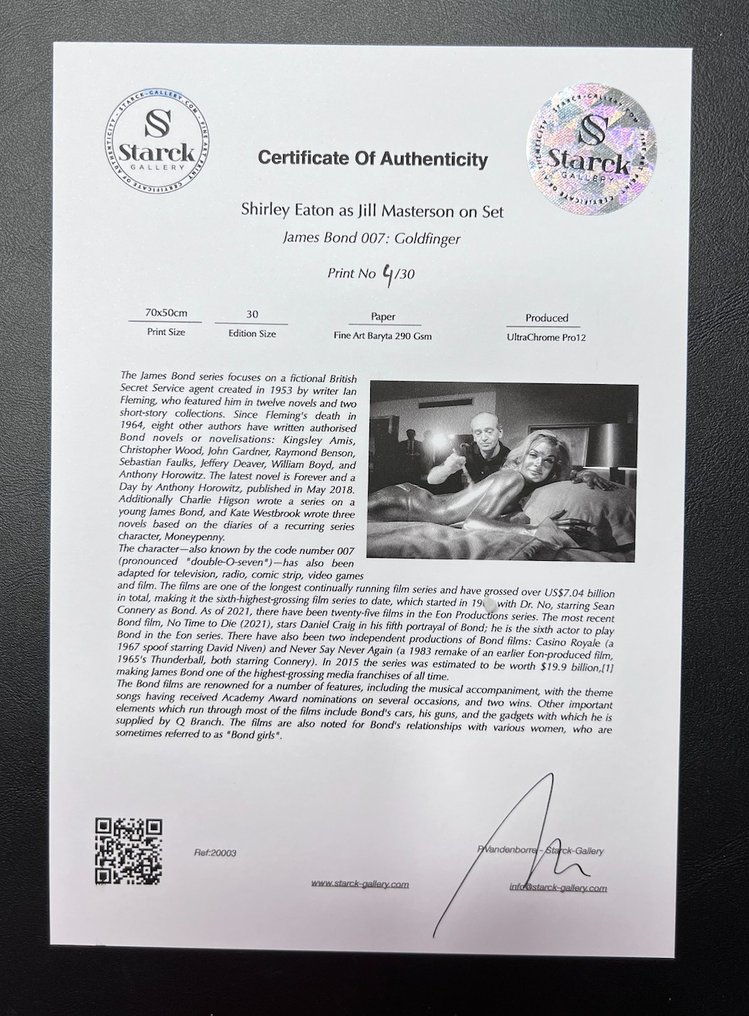 STARCK-GALLERY.COM - FINE ART PRINT - CERTIFICATE OF AUTHENTICITY -
S
Starck
GALLERY
Certificate Of Authenticity
STARCK-GALLERY.COM FINE ART PRINT CERTIFICATE OF AUTHENTICITY
S
Starck
GALLERY
Shirley Eaton as Jill Masterson on Set
James Bond 007: Goldfinger
Print No 4/30
70x50cm 30 Paper Produced
Print Size Edition Size Fine Art Baryta 290 Gsm UltraChrome Pro12
The James Bond series focuses on a fictional British
Secret Service agent created in 1953 by writer Ian
Fleming, who featured him in twelve novels and two
short-story collections. Since Fleming's death in
1964, eight other authors have written authorised
Bond novels or novelisations: Kingsley Amis,
Christopher Wood, John Gardner, Raymond Benson,
Sebastian Faulks, Jeffery Deaver, William Boyd, and
Anthony Horowitz. The latest novel is Forever and a
Day by Anthony Horowitz, published in May 2018.
Additionally Charlie Higson wrote a series on a
young James Bond, and Kate Westbrook wrote three
novels based on the diaries of a recurring series
character, Moneypenny.
The character—also known by the code number 007
(pronounced "double-O-seven")—has also been
adapted for television, radio, comic strip, video games
and film. The films are one of the longest continually running film series and have grossed over US$7.04 billion
in total, making it the sixth-highest-grossing film series to date, which started in with Dr. No, starring Sean
Connery as Bond. As of 2021, there have been twenty-five films in the Eon Productions series. The most recent
Bond film, No Time to Die (2021), stars Daniel Craig in his fifth portrayal of Bond; he is the sixth actor to play
Bond in the Eon series. There have also been two independent productions of Bond films: Casino Royale (a
1967 spoof starring David Niven) and Never Say Never Again (a 1983 remake of an earlier Eon-produced film,
1965's Thunderball, both starring Connery). In 2015 the series was estimated to be worth $19.9 billion,[1]
making James Bond one of the highest-grossing media franchises of all time.
The Bond films are renowned for a number of features, including the musical accompaniment, with the theme
songs having received Academy Award nominations on several occasions, and two wins. Other important
elements which run through most of the films include Bond's cars, his guns, and the gadgets with which he is
supplied by Q Branch. The films are also noted for Bond's relationships with various women, who are
sometimes referred to as "Bond girls".
Ref:20003
P.Vandenborre - Starck-Gallery
www.starck-gallery.com
info@starck-gallery.com